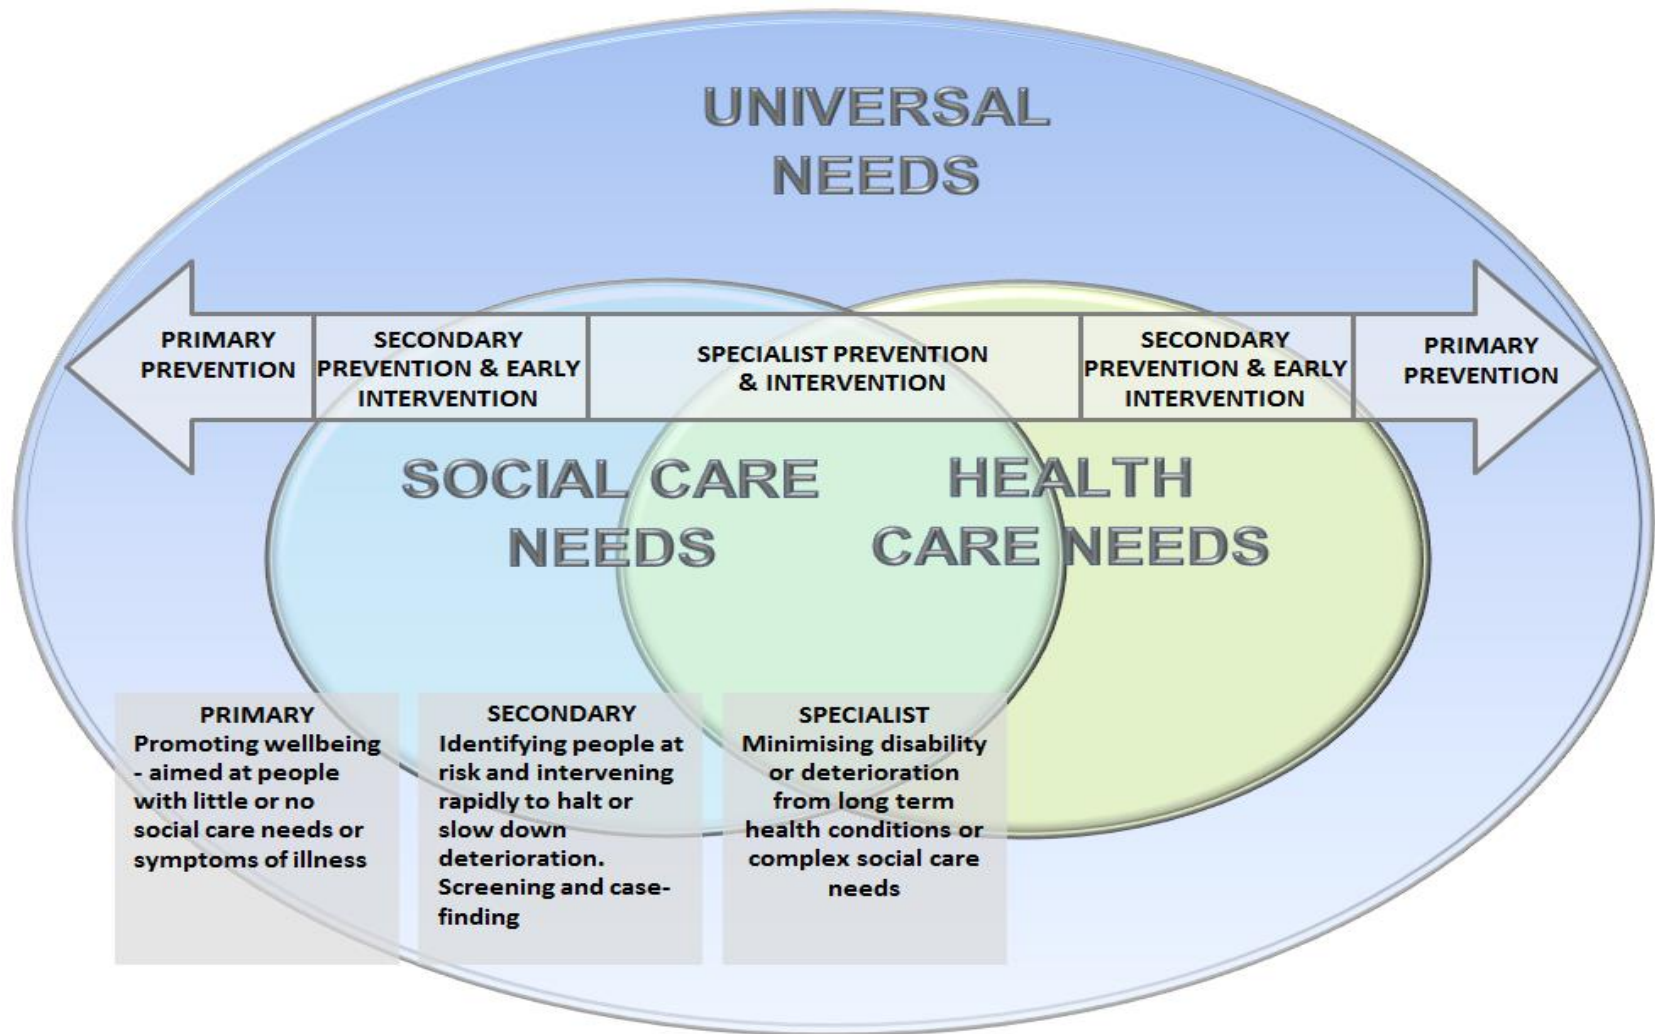 UNIVERSAL
NEEDS
PRIMARY
PREVENTION
SECONDARY
PREVENTION & EARLY
INTERVENTION
SPECIALIST PREVENTION
& INTERVENTION
SECONDARY
PREVENTION & EARLY
INTERVENTION
PRIMARY
PREVENTION
SOCIAL CARE
NEEDS
HEALTH
CARE NEEDS
PRIMARY
Promoting wellbeing
- aimed at people
with little or no
social care needs or
symptoms of illness
SECONDARY
Identifying people at
risk and intervening
rapidly to halt or
slow down
deterioration.
Screening and case-
finding
SPECIALIST
Minimising disability
or deterioration
from long term
health conditions or
complex social care
needs